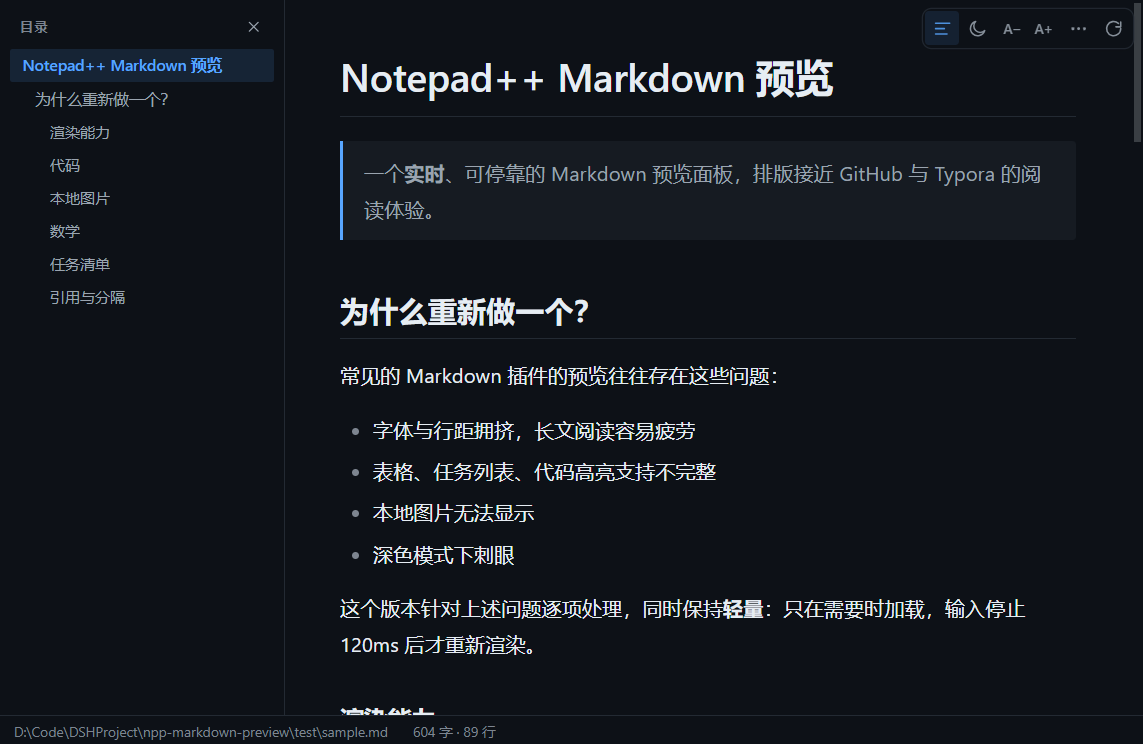 目录
Notepad++ Markdown 预览
为什么重新做一个?
渲染能力
代码
本地图片
数学
任务清单
引用与分隔
A− A+
Notepad++ Markdown 预览
一个实时、可停靠的 Markdown 预览面板，排版接近 GitHub 与 Typora 的阅
读体验。
为什么重新做一个?
常见的 Markdown 插件的预览往往存在这些问题：
字体与行距拥挤，长文阅读容易疲劳
表格、任务列表、代码高亮支持不完整
本地图片无法显示
深色模式下刺眼
这个版本针对上述问题逐项处理，同时保持轻量：只在需要时加载，输入停止
120ms 后才重新渲染。
渲染能力
D:\Code\DSHProject\npp-markdown-preview\test\sample.md 604 字 · 89 行